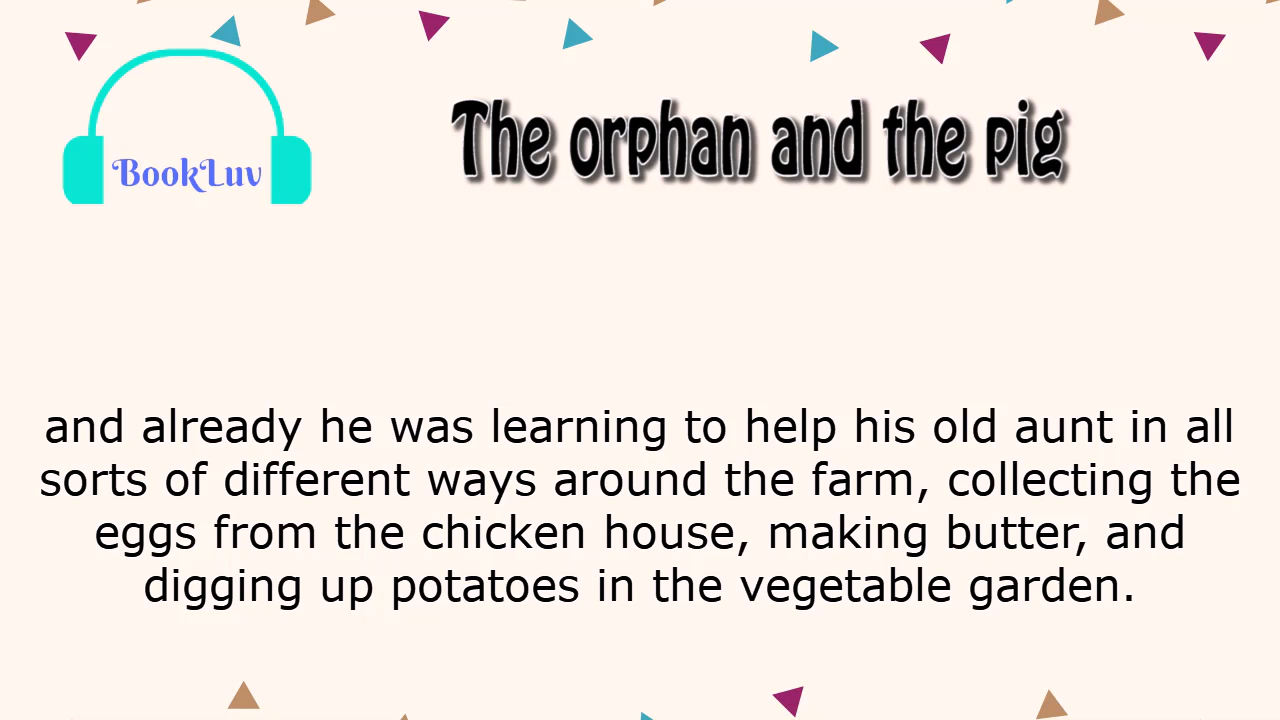 The orphan and the pig
BookLuv
and already he was learning to help his old aunt in all
sorts of different ways around the farm, collecting the
eggs from the chicken house, making butter, and
digging up potatoes in the vegetable garden.